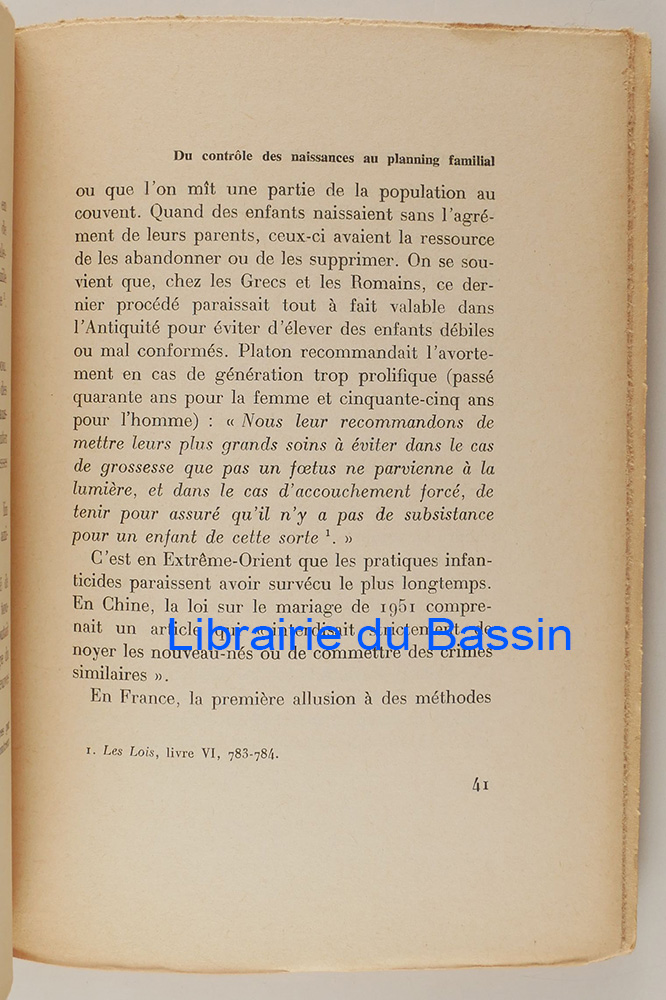 Du contrôle des naissances au planning familial
ou que l'on mît une partie de la population au
couvent. Quand des enfants naissaient sans l'agré-
ment de leurs parents, ceux-ci avaient la ressource
de les abandonner ou de les supprimer. On se sou-
vient que, chez les Grecs et les Romains, ce der-
nier procédé paraissait tout à fait valable dans
l'Antiquité pour éviter d'élever des enfants débiles
ou mal conformés. Platon recommandait l'avorte-
ment en cas de génération trop prolifique (passé
quarante ans pour la femme et cinquante-cinq ans
pour l'homme) : « Nous leur recommandons de
mettre leurs plus grands soins à éviter dans le cas
de grossesse que pas un fœtus ne parvienne à la
lumière, et dans le cas d'accouchement forcé, de
tenir pour assuré qu'il n'y a pas de subsistance
pour un enfant de cette sorte ¹. »
C'est en Extrême-Orient que les pratiques infan-
ticides paraissent avoir survécu le plus longtemps.
En Chine, la loi sur le mariage de 1951 compre-
nait un article qui « interdisait strictement de
Librairie du Bassin
noyer les nouveau-nés ou de commettre des crimes
similaires ».
En France, la première allusion à des méthodes
1. Les Lois, livre VI, 783-784.
41